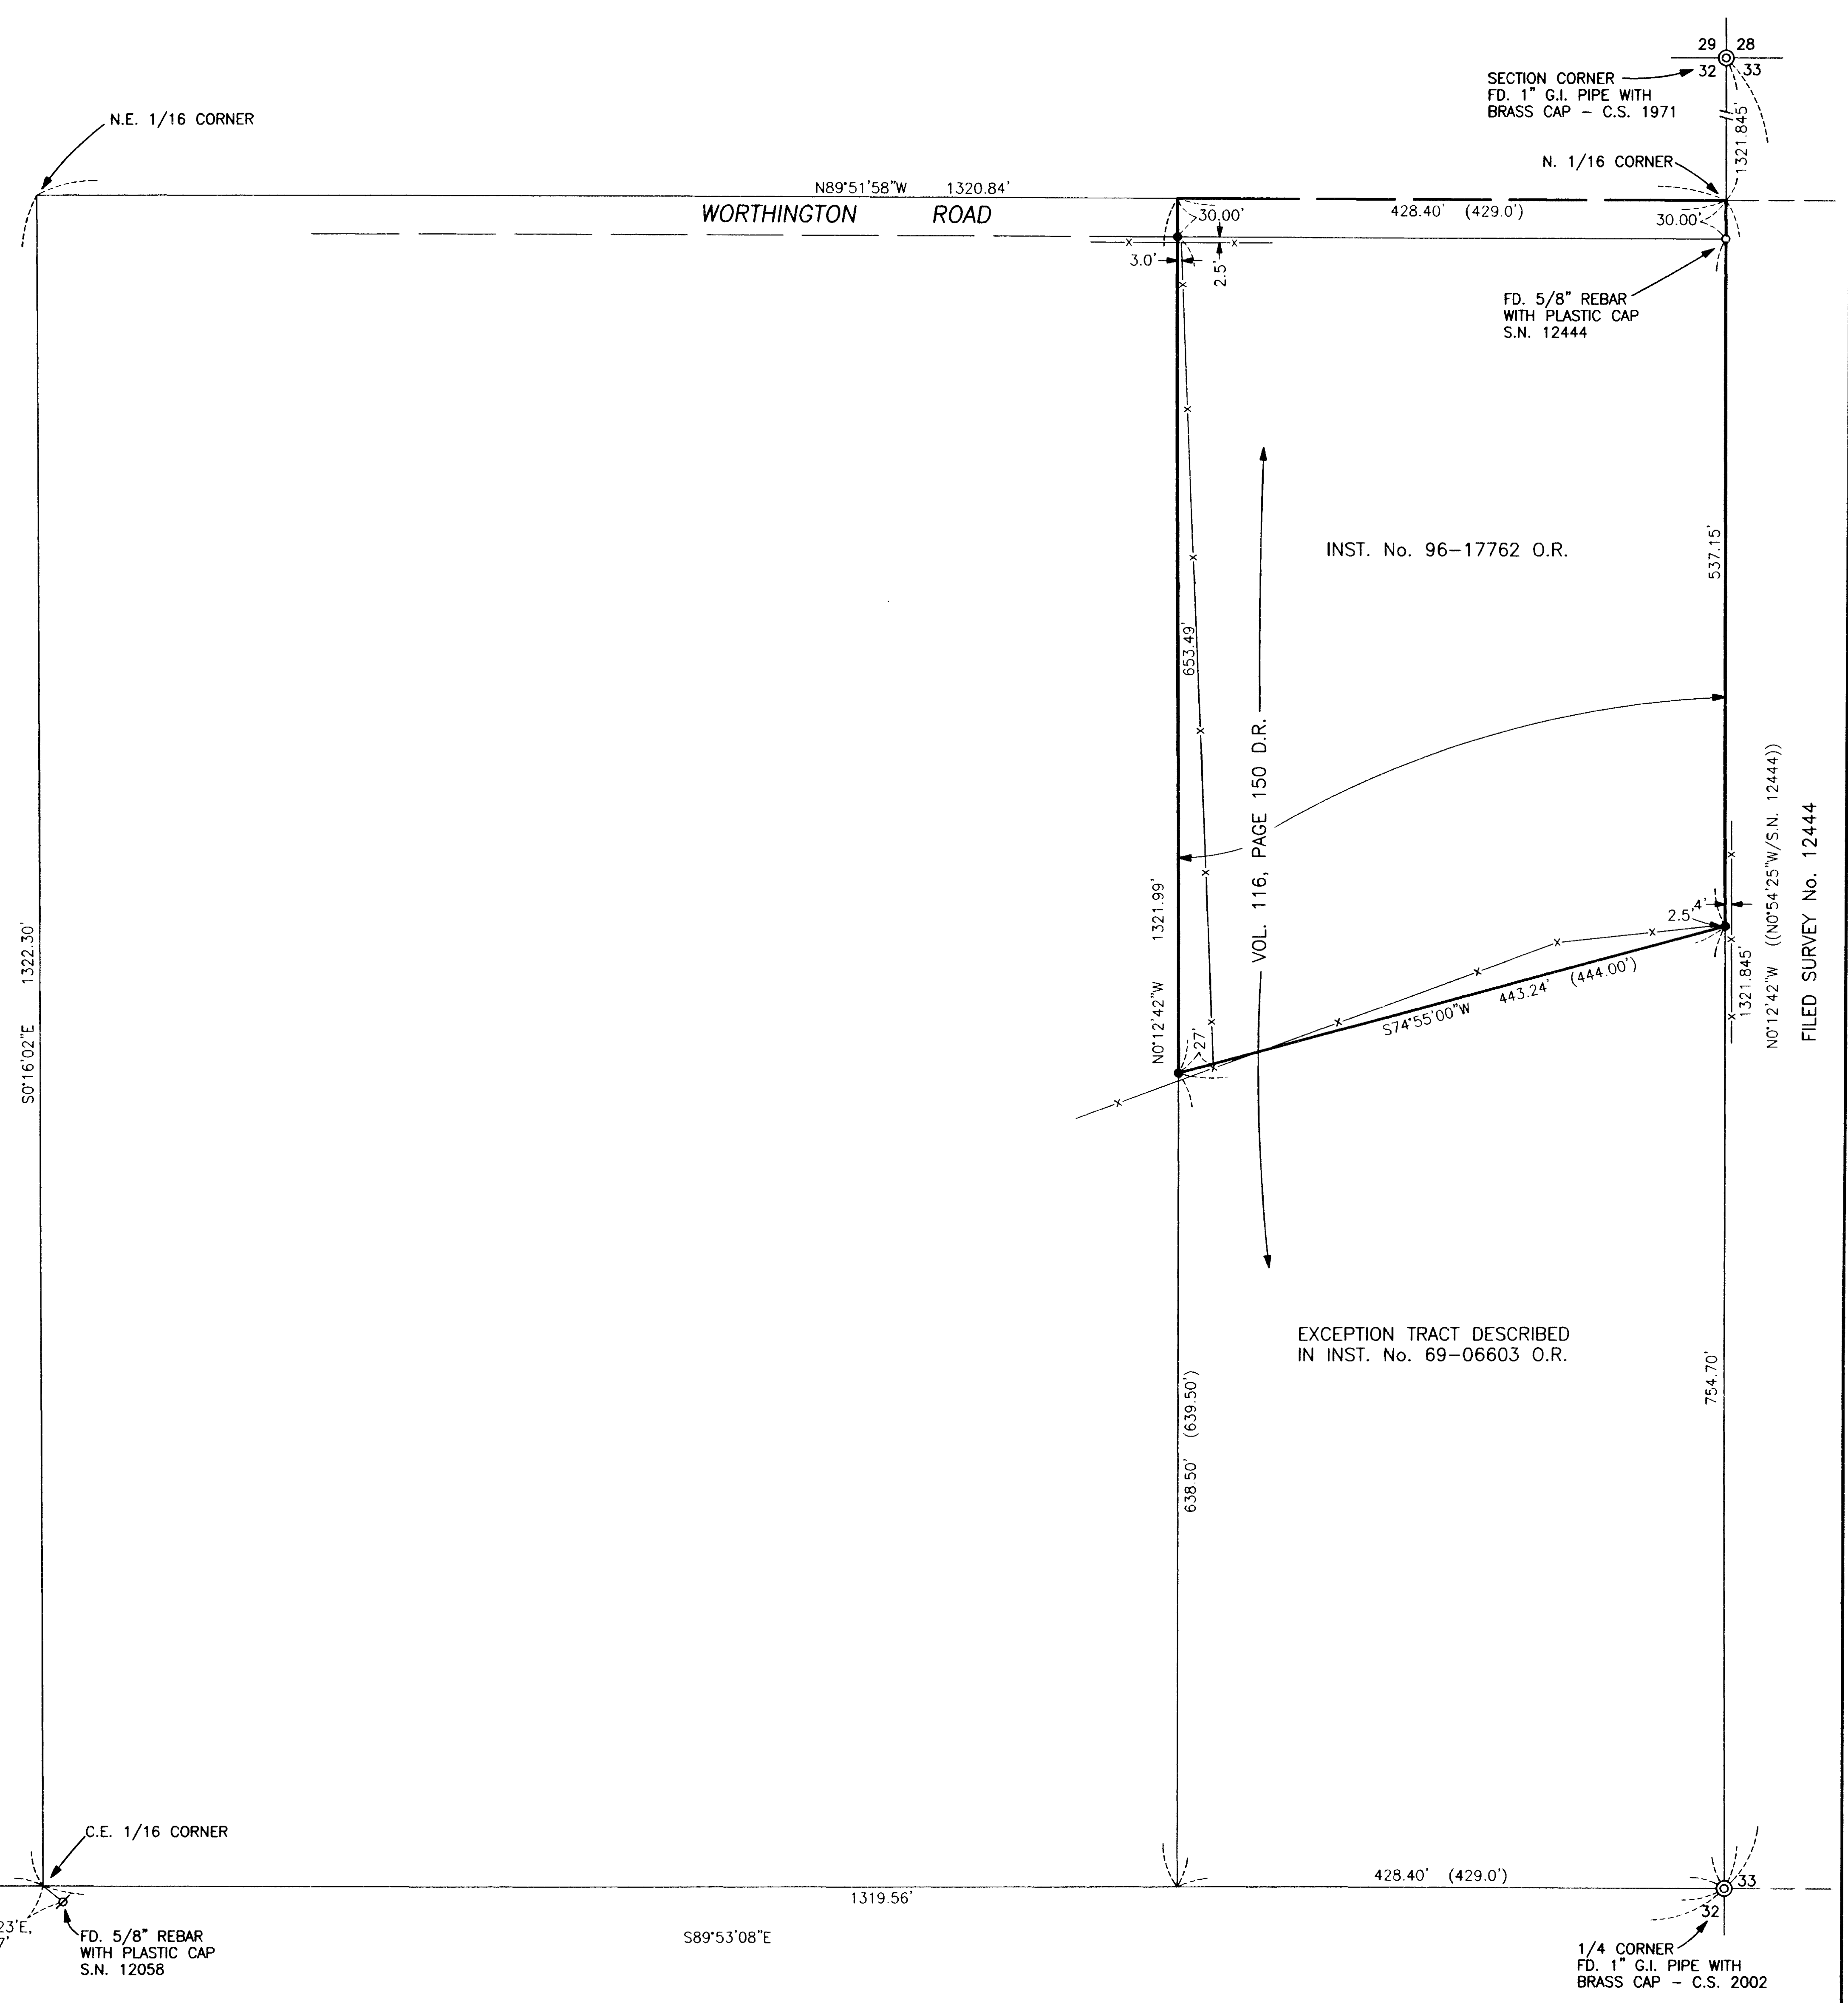 29 28
32 33
SECTION CORNER
FD. 1" G.I. PIPE WITH
BRASS CAP - C.S. 1971
1321.845'
N.E. 1/16 CORNER
N. 1/16 CORNER
N89°51'58"W 1320.84'
WORTHINGTON ROAD
30.00'
428.40' (429.0')
30.00'
3.0'
2.5'
FD. 5/8" REBAR
WITH PLASTIC CAP
S.N. 12444
INST. No. 96-17762 O.R.
537.15'
653.49'
VOL. 116, PAGE 150 D.R.
N0°12'42"W 1321.99'
S0°16'02"E 1322.30'
2.5'
4'
S74°55'00"W 443.24' (444.00')
27'
1321.845'
N0°12'42"W ((N0°54'25"W/S.N. 12444))
FILED SURVEY No. 12444
EXCEPTION TRACT DESCRIBED
IN INST. No. 69-06603 O.R.
638.50' (639.50')
754.70'
C.E. 1/16 CORNER
23'E,
7'
FD. 5/8" REBAR
WITH PLASTIC CAP
S.N. 12058
1319.56'
S89°53'08"E
428.40' (429.0')
33
32
1/4 CORNER
FD. 1" G.I. PIPE WITH
BRASS CAP - C.S. 2002